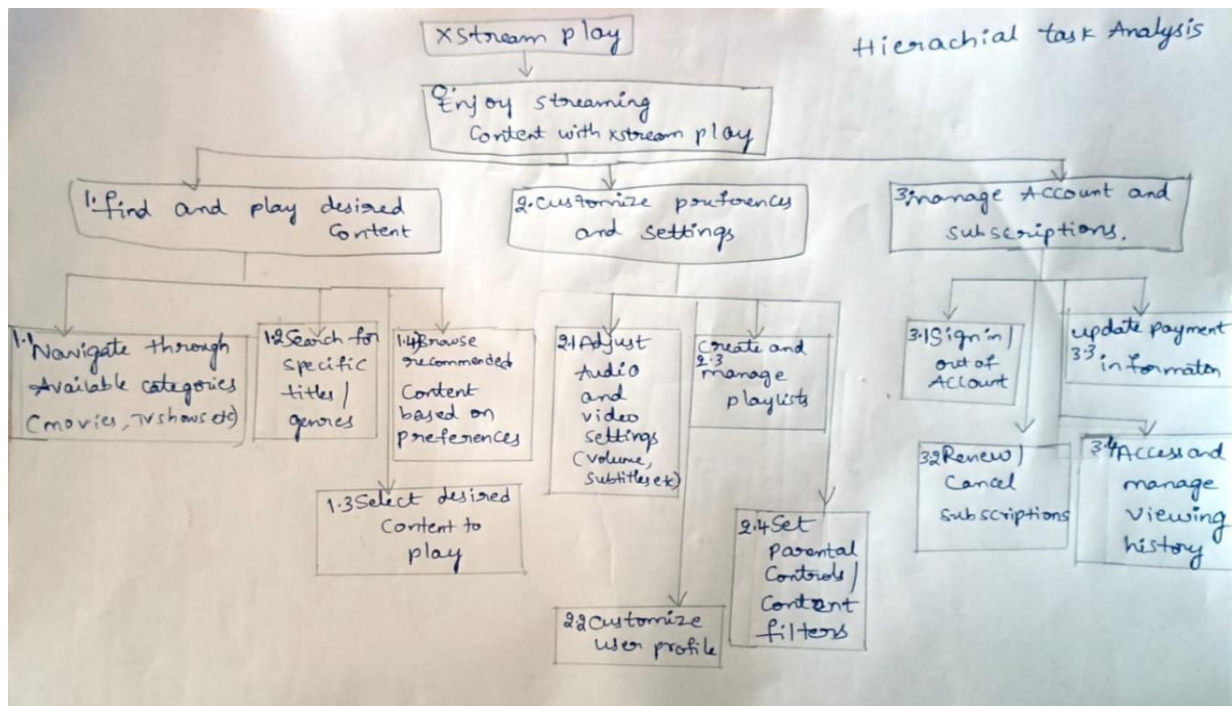 xstream play
Hierachial task Analysis
0.
Enjoy streaming
Content with xstream play
1. find and play desired
Content
2. Customize preferences
and settings
3. manage Account and
subscriptions.
1.1 Navigate through
Available categories
(movies, TV shows etc)
1.2 Search for
specific
titles/
genres
1.3 Select desired
Content to
play
1.4) Browse
recommended
Content
based on
preferences
2.1 Adjust
Audio
and
video
settings
(volume,
subtitles etc)
2.2 Customize
user profile
Create and
2.3 manage
playlists
2.4 Set
parental
Controls/
Content
filters
3.1 Sign in/
out of
Account
3.2 Renew/
Cancel
subscriptions
update payment
3.3 informaton
3.4 Access and
manage
viewing
history